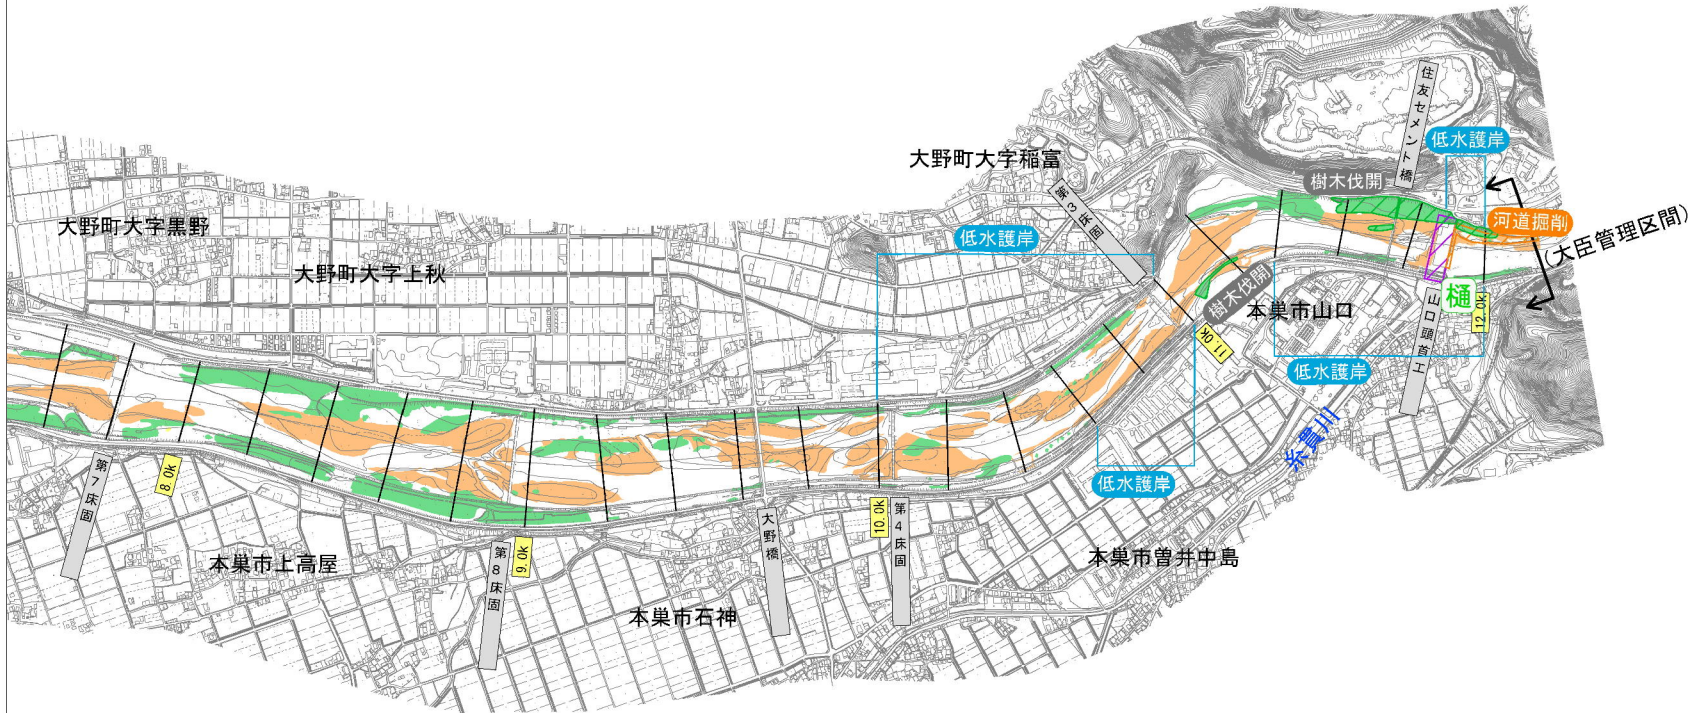 住友セメント橋
低水護岸
大野町大字稲富
樹木伐開
第3床固
河道掘削
(大臣管理区間)
大野町大字黒野
低水護岸
大野町大字上秋
樹木伐開
本巣市山口
樋
12.0k
山口頭首工
11.0k
低水護岸
糸貫川
第7床固
8.0k
低水護岸
10.0k
第4床固
大野橋
第8床固
9.0k
本巣市上高屋
本巣市曽井中島
本巣市石神